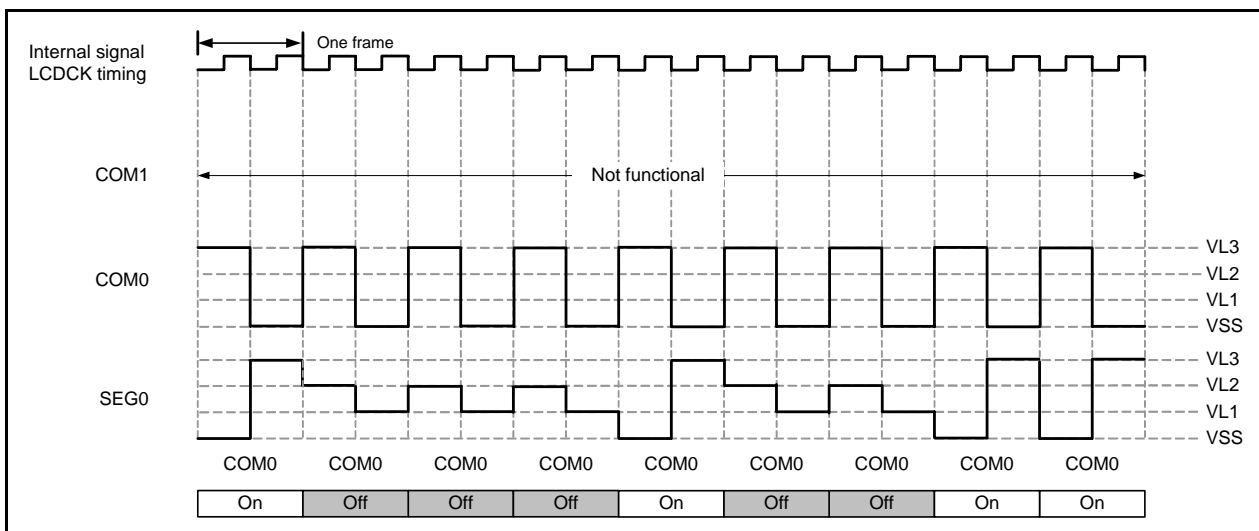 One frame
Internal signal
LCDCK timing
COM1
Not functional
COM0
VL3
VL2
VL1
VSS
SEG0
VL3
VL2
VL1
VSS
COM0 COM0 COM0 COM0 COM0 COM0 COM0 COM0 COM0
On Off Off Off On Off Off On On